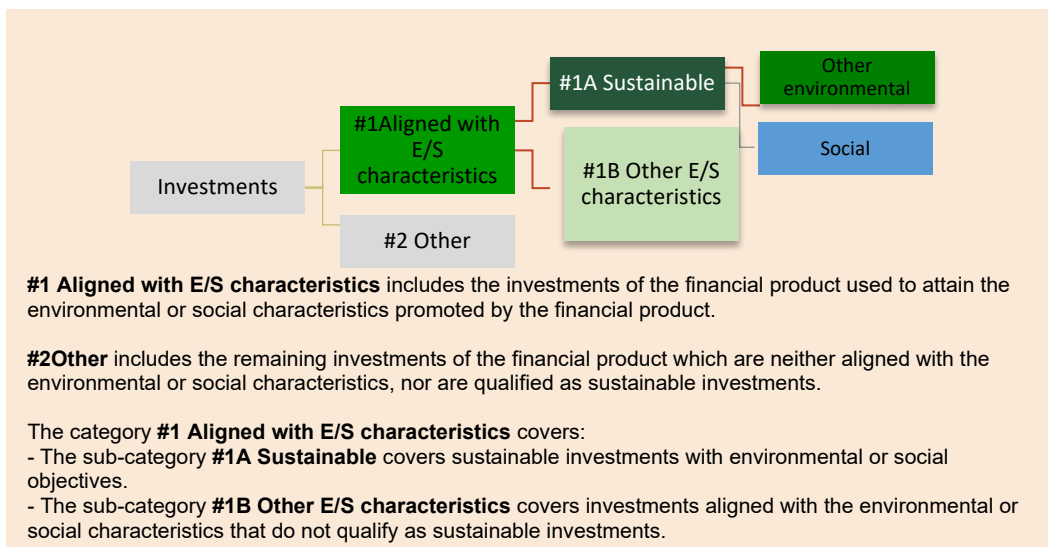 Investments
#1Aligned with
E/S
characteristics
#2 Other
#1A Sustainable
#1B Other E/S
characteristics
Other
environmental
Social
#1 Aligned with E/S characteristics includes the investments of the financial product used to attain the
environmental or social characteristics promoted by the financial product.
#2Other includes the remaining investments of the financial product which are neither aligned with the
environmental or social characteristics, nor are qualified as sustainable investments.
The category #1 Aligned with E/S characteristics covers:
- The sub-category #1A Sustainable covers sustainable investments with environmental or social
objectives.
- The sub-category #1B Other E/S characteristics covers investments aligned with the environmental or
social characteristics that do not qualify as sustainable investments.